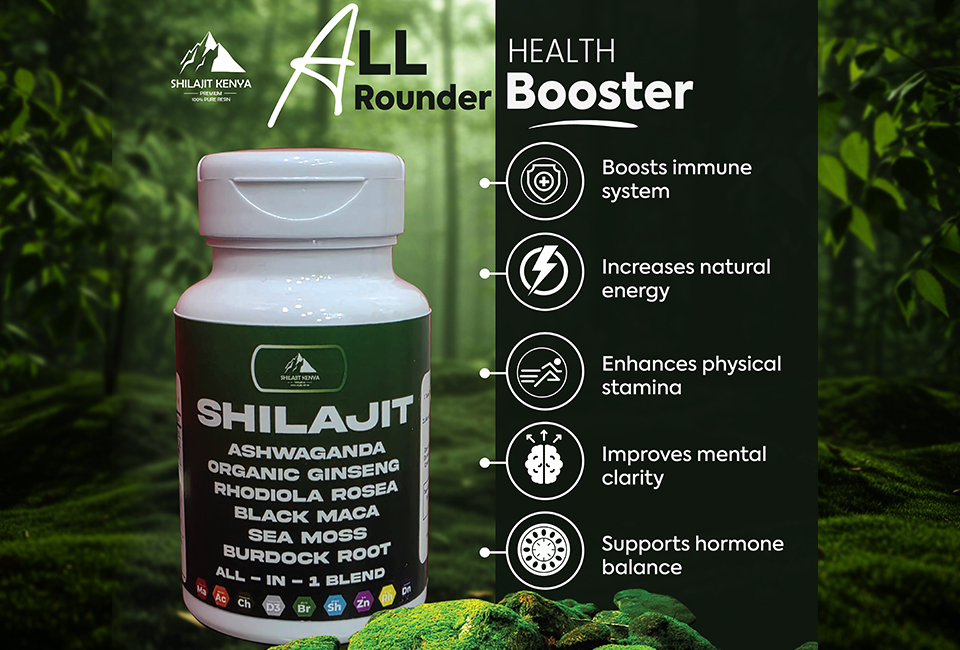 SHILAJIT KENYA
PREMIUM
100% PURE RESIN
ALL
Rounder
HEALTH
Booster
Boosts immune
system
Increases natural
energy
Enhances physical
stamina
Improves mental
clarity
Supports hormone
balance
SHILAJIT KENYA
SHILAJIT
ASHWAGANDA
ORGANIC GINSENG
RHODIOLA ROSEA
BLACK MACA
SEA MOSS
BURDOCK ROOT
ALL - IN - 1 BLEND
Ma Ac Ch D3 Br Sh Zn Rh Dn